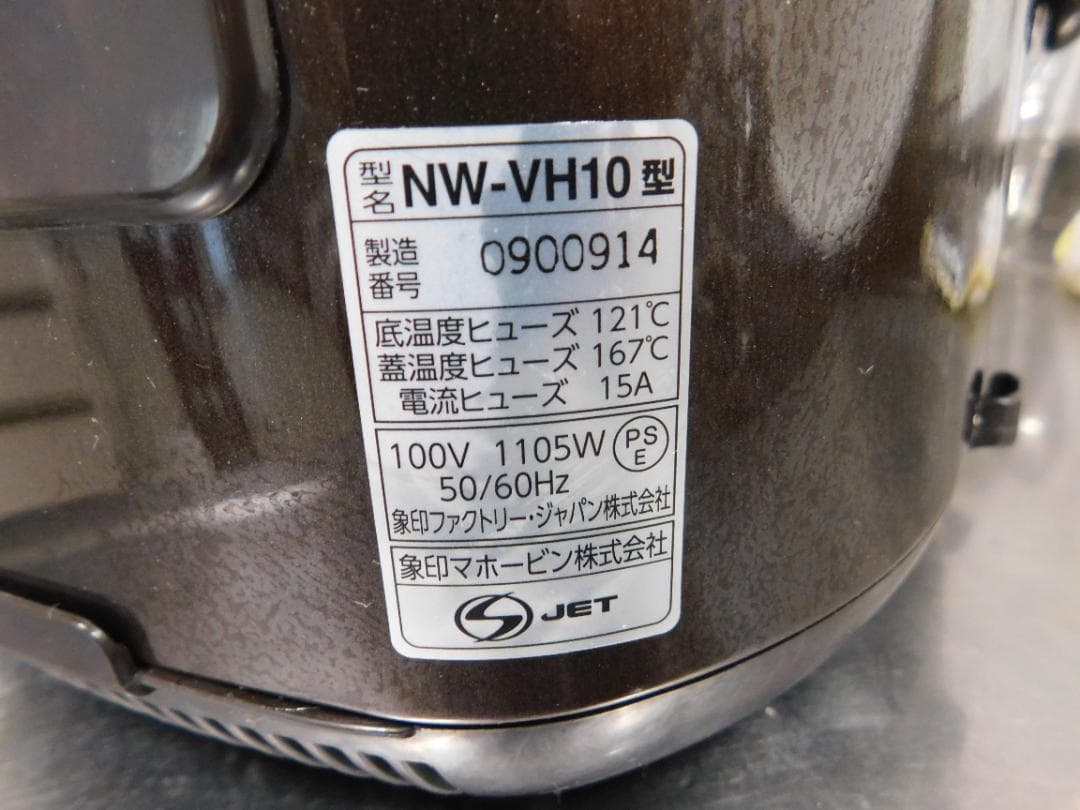 型名 NW-VH10型
製造番号 0900914
底温度ヒューズ 121℃
蓋温度ヒューズ 167℃
電流ヒューズ 15A
100V 1105W PSE
50/60Hz
象印ファクトリー・ジャパン株式会社
象印マホービン株式会社
S JET